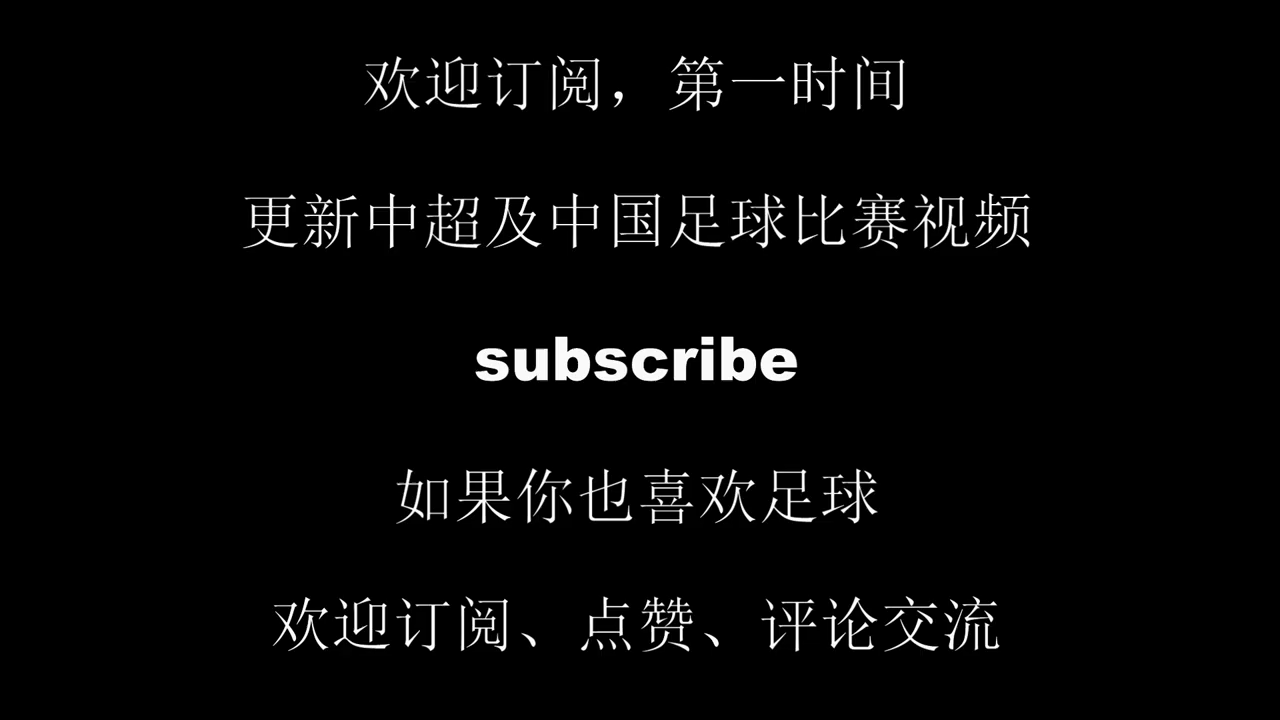 欢迎订阅，第一时间
更新中超及中国足球比赛视频
subscribe
如果你也喜欢足球
欢迎订阅、点赞、评论交流